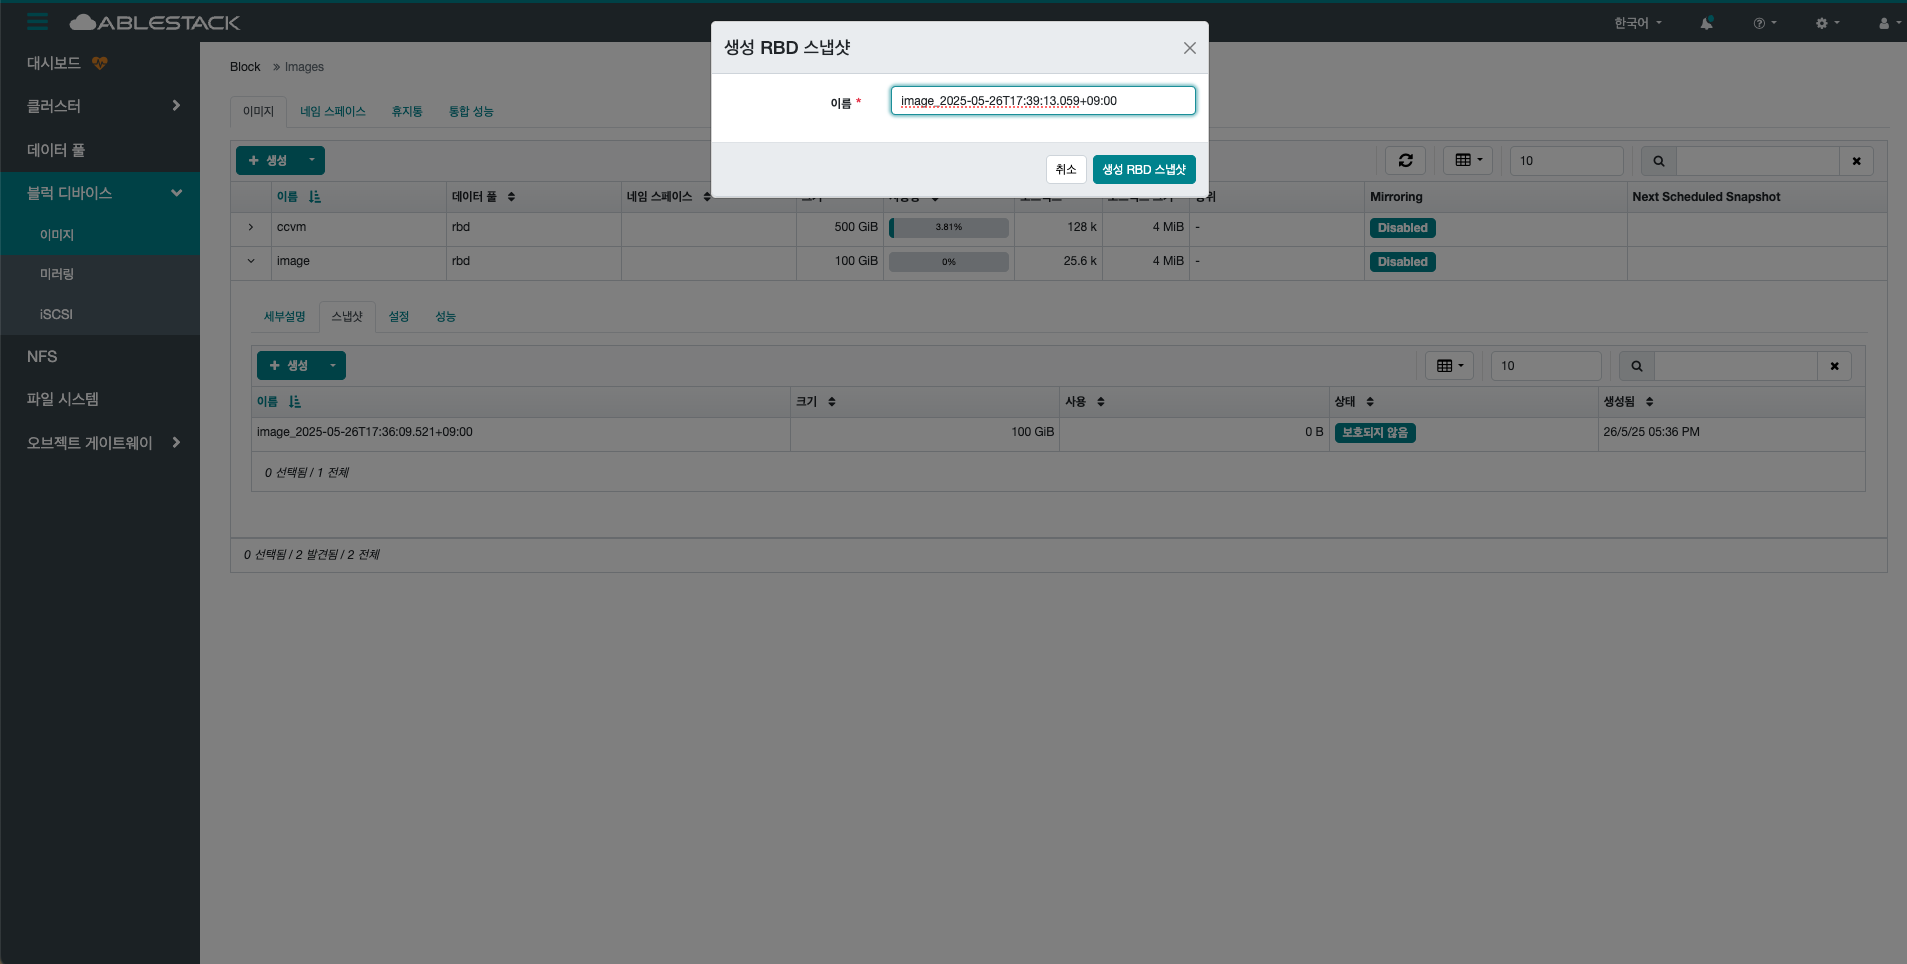 ABLESTACK
한국어
대시보드
클러스터
데이터 풀
블럭 디바이스
이미지
미러링
iSCSI
NFS
파일 시스템
오브젝트 게이트웨이
Block » Images
이미지 네임 스페이스 휴지통 통합 성능
생성 RBD 스냅샷
이름 *
image_2025-05-26T17:39:13.059+09:00
취소 생성 RBD 스냅샷
+ 생성
10
이름 데이터 풀 네임 스페이스 Mirroring Next Scheduled Snapshot
ccvm rbd 500 GiB 3.81% 128 k 4 MiB - Disabled
image rbd 100 GiB 0% 25.6 k 4 MiB - Disabled
세부설명 스냅샷 설정 성능
+ 생성
10
이름 크기 사용 상태 생성됨
image_2025-05-26T17:36:09.521+09:00 100 GiB 0 B 보호되지 않음 26/5/25 05:36 PM
0 선택됨 / 1 전체
0 선택됨 / 2 발견됨 / 2 전체